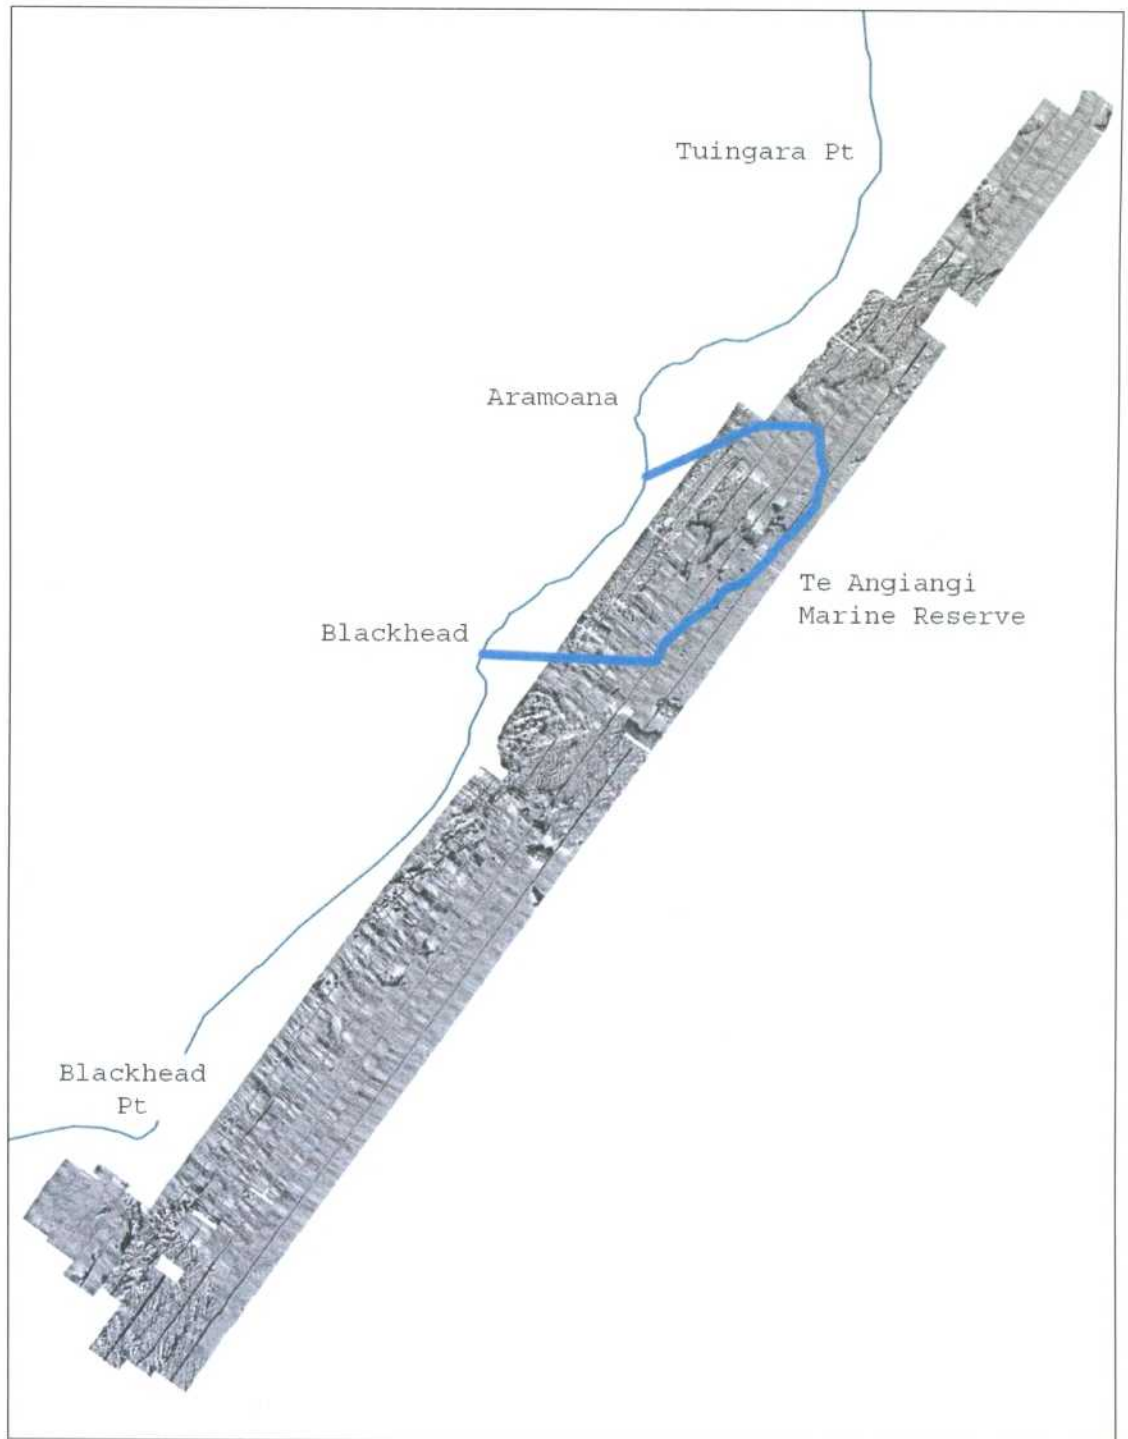 Tuingara Pt
Aramoana
Te Angiangi
Marine Reserve
Blackhead
Blackhead
Pt